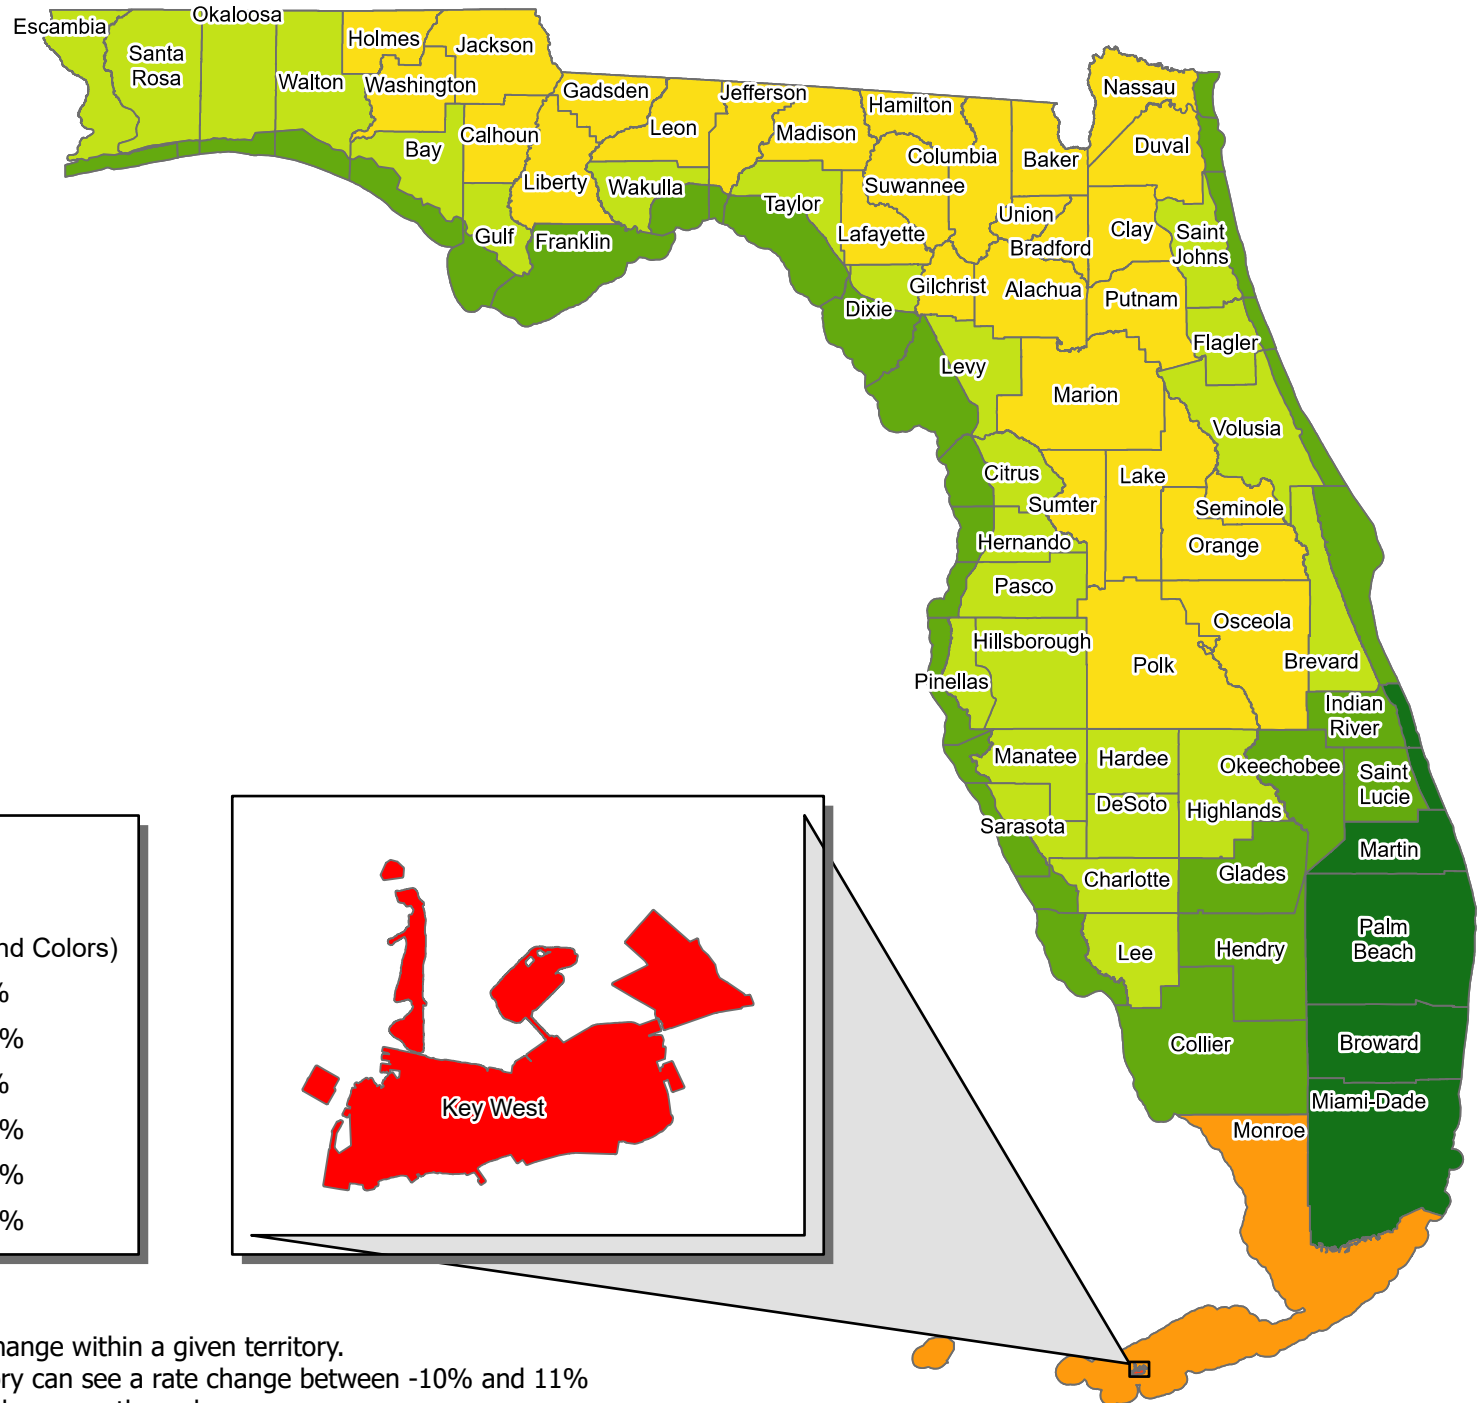 Okaloosa
Escambia
Santa
Rosa
Walton
Holmes
Jackson
Washington
Gadsden
Jefferson
Hamilton
Nassau
Calhoun
Leon
Madison
Columbia
Baker
Duval
Bay
Liberty
Wakulla
Taylor
Suwannee
Union
Gulf
Franklin
Lafayette
Bradford
Clay
Saint
Johns
Gilchrist
Alachua
Putnam
Dixie
Levy
Flagler
Marion
Volusia
Citrus
Lake
Sumter
Seminole
Hernando
Orange
Pasco
Osceola
Hillsborough
Polk
Brevard
Pinellas
Indian
River
Manatee
Hardee
Okeechobee
Saint
Lucie
DeSoto
Highlands
Sarasota
Martin
Charlotte
Glades
Palm
Beach
Lee
Hendry
Collier
Broward
Miami-Dade
Monroe
Key West
nd Colors)
%
%
%
%
%
%
hange within a given territory.
ory can see a rate change between -10% and 11%